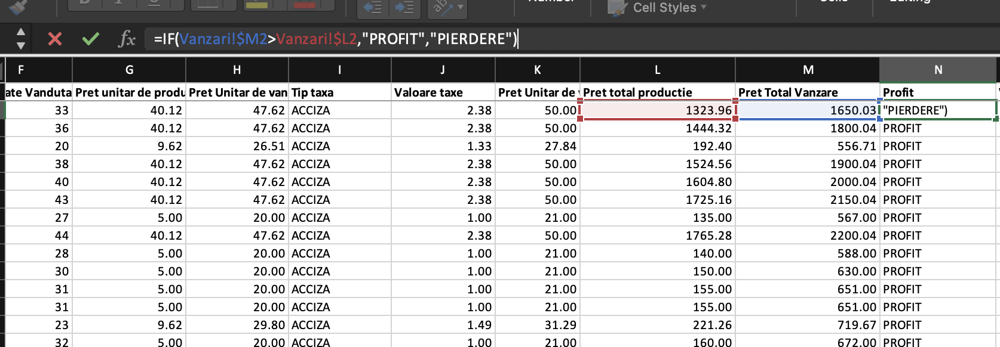 Cell Styles
fx =IF(Vanzari!$M2>Vanzari!$L2,"PROFIT","PIERDERE")
F G H I J K L M N
ate Vanduta Pret unitar de produ Pret Unitar de van Tip taxa Valoare taxe Pret Unitar de Pret total productie Pret Total Vanzare Profit
33 40.12 47.62 ACCIZA 2.38 50.00 1323.96 1650.03 "PIERDERE")
36 40.12 47.62 ACCIZA 2.38 50.00 1444.32 1800.04 PROFIT
20 9.62 26.51 ACCIZA 1.33 27.84 192.40 556.71 PROFIT
38 40.12 47.62 ACCIZA 2.38 50.00 1524.56 1900.04 PROFIT
40 40.12 47.62 ACCIZA 2.38 50.00 1604.80 2000.04 PROFIT
43 40.12 47.62 ACCIZA 2.38 50.00 1725.16 2150.04 PROFIT
27 5.00 20.00 ACCIZA 1.00 21.00 135.00 567.00 PROFIT
44 40.12 47.62 ACCIZA 2.38 50.00 1765.28 2200.04 PROFIT
28 5.00 20.00 ACCIZA 1.00 21.00 140.00 588.00 PROFIT
30 5.00 20.00 ACCIZA 1.00 21.00 150.00 630.00 PROFIT
31 5.00 20.00 ACCIZA 1.00 21.00 155.00 651.00 PROFIT
31 5.00 20.00 ACCIZA 1.00 21.00 155.00 651.00 PROFIT
23 9.62 29.80 ACCIZA 1.49 31.29 221.26 719.67 PROFIT
32 5.00 20.00 ACCIZA 1.00 21.00 160.00 672.00 PROFIT